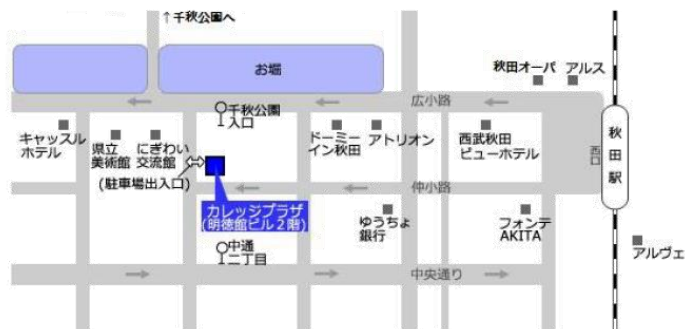 ↑千秋公園へ
お堀
秋田オーパ
アルス
広小路
千秋公園
入口
キャッスル
ホテル
県立
美術館
にぎわい
交流館
ドーミー
イン秋田
アトリオン
西武秋田
ビューホテル
西口
秋田駅
(駐車場出入口)
仲小路
カレッジプラザ
(明徳館ビル2階)
ゆうちょ
銀行
フォンテ
AKITA
中通
二丁目
アルヴェ
中央通り